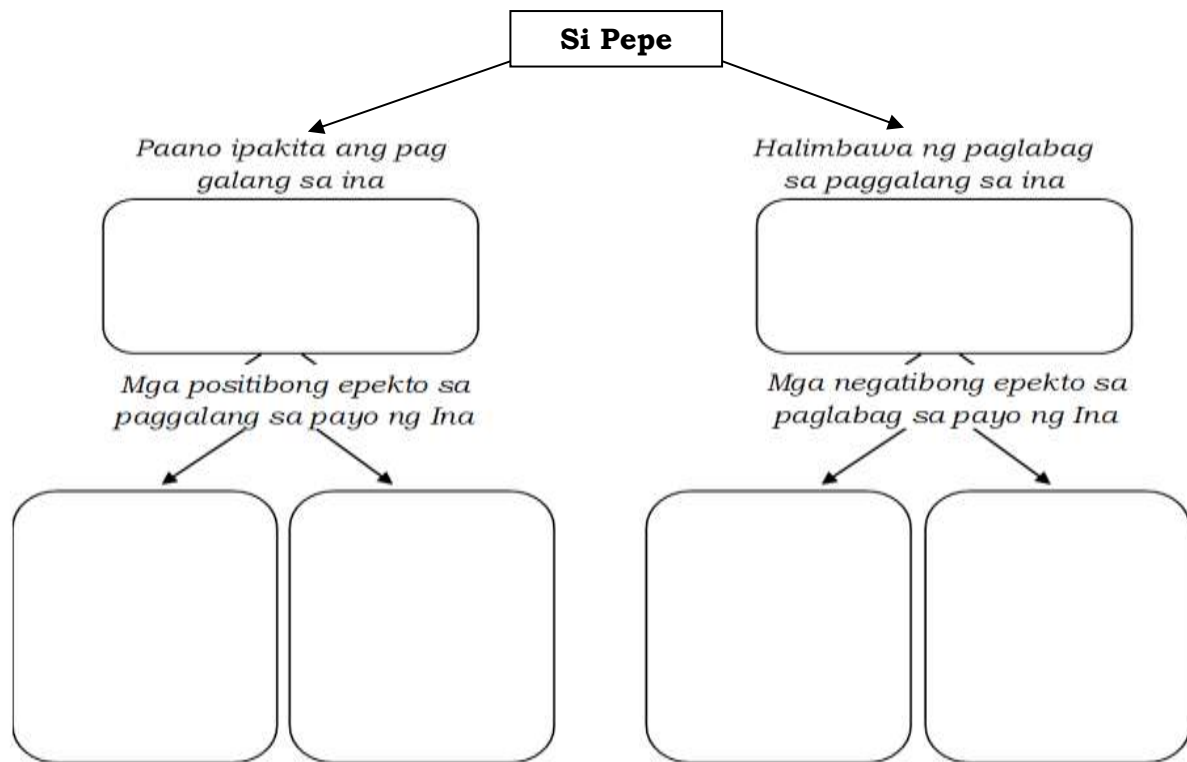 Si Pepe
Paano ipakita ang pag
galang sa ina
Halimbawa ng paglabag
sa paggalang sa ina
Mga positibong epekto sa
paggalang sa payo ng Ina
Mga negatibong epekto sa
paglabag sa payo ng Ina